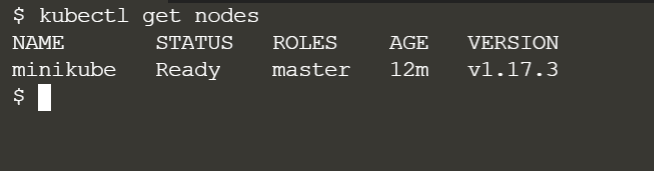 $ kubectl get nodes
NAME       STATUS   ROLES    AGE   VERSION
minikube   Ready    master   12m   v1.17.3
$